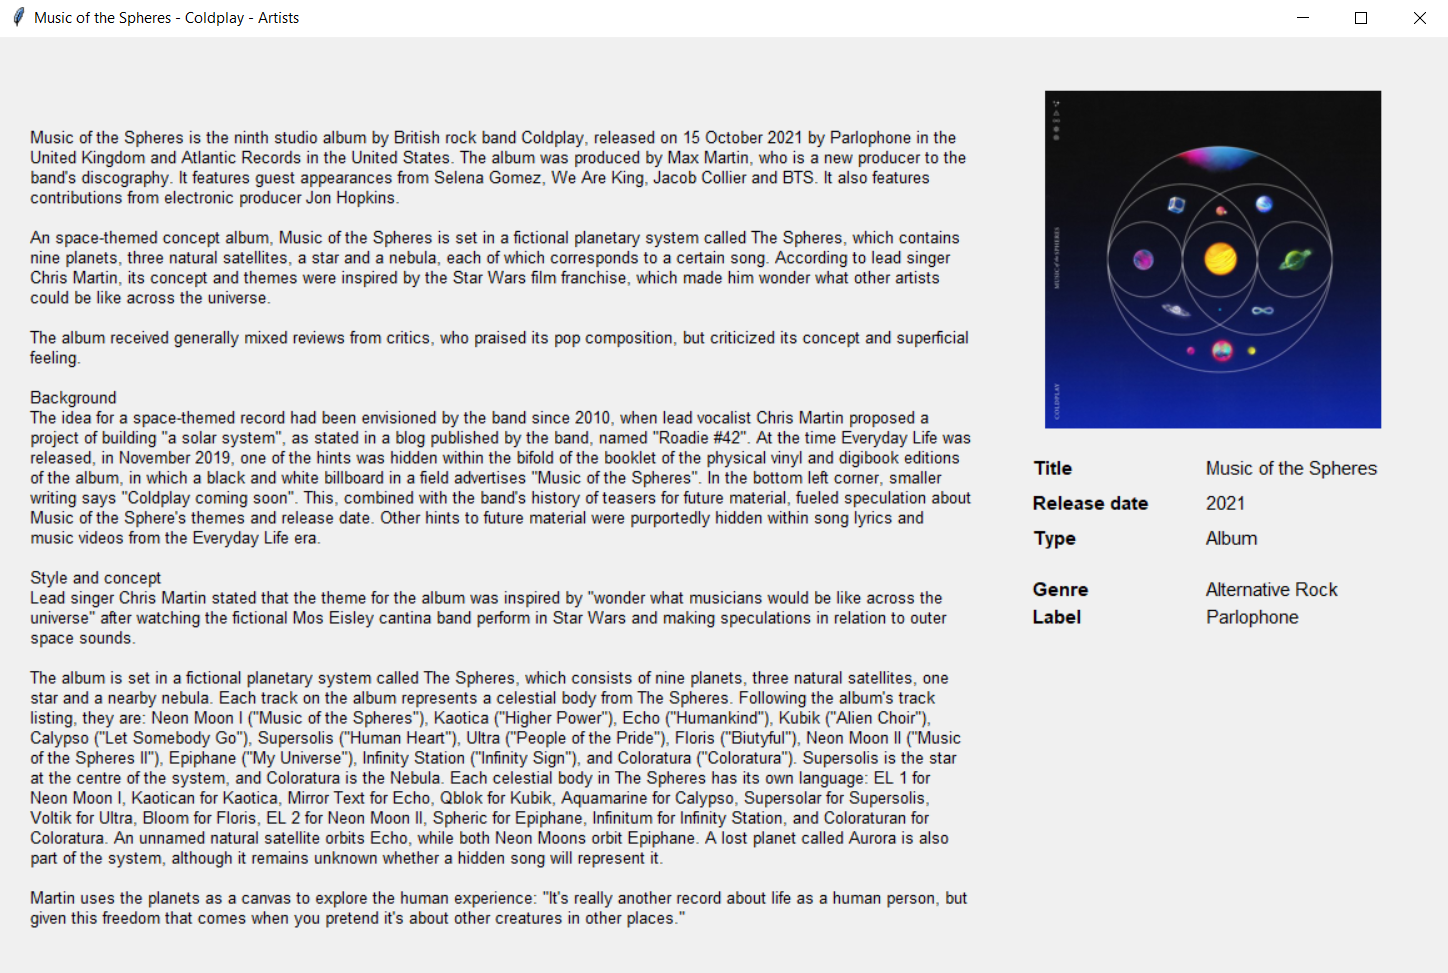 Music of the Spheres - Coldplay - Artists
Music of the Spheres is the ninth studio album by British rock band Coldplay, released on 15 October 2021 by Parlophone in the
United Kingdom and Atlantic Records in the United States. The album was produced by Max Martin, who is a new producer to the
band's discography. It features guest appearances from Selena Gomez, We Are King, Jacob Collier and BTS. It also features
contributions from electronic producer Jon Hopkins.
An space-themed concept album, Music of the Spheres is set in a fictional planetary system called The Spheres, which contains
nine planets, three natural satellites, a star and a nebula, each of which corresponds to a certain song. According to lead singer
Chris Martin, its concept and themes were inspired by the Star Wars film franchise, which made him wonder what other artists
could be like across the universe.
The album received generally mixed reviews from critics, who praised its pop composition, but criticized its concept and superficial
feeling.
Background
The idea for a space-themed record had been envisioned by the band since 2010, when lead vocalist Chris Martin proposed a
project of building "a solar system", as stated in a blog published by the band, named "Roadie #42". At the time Everyday Life was
released, in November 2019, one of the hints was hidden within the bifold of the booklet of the physical vinyl and digibook editions
of the album, in which a black and white billboard in a field advertises "Music of the Spheres". In the bottom left corner, smaller
writing says "Coldplay coming soon". This, combined with the band's history of teasers for future material, fueled speculation about
Music of the Sphere's themes and release date. Other hints to future material were purportedly hidden within song lyrics and
music videos from the Everyday Life era.
Style and concept
Lead singer Chris Martin stated that the theme for the album was inspired by "wonder what musicians would be like across the
universe" after watching the fictional Mos Eisley cantina band perform in Star Wars and making speculations in relation to outer
space sounds.
The album is set in a fictional planetary system called The Spheres, which consists of nine planets, three natural satellites, one
star and a nearby nebula. Each track on the album represents a celestial body from The Spheres. Following the album's track
listing, they are: Neon Moon I ("Music of the Spheres"), Kaotica ("Higher Power"), Echo ("Humankind"), Kubik ("Alien Choir"),
Calypso ("Let Somebody Go"), Supersolis ("Human Heart"), Ultra ("People of the Pride"), Floris ("Biutyful"), Neon Moon II ("Music
of the Spheres II"), Epiphane ("My Universe"), Infinity Station ("Infinity Sign"), and Coloratura ("Coloratura"). Supersolis is the star
at the centre of the system, and Coloratura is the Nebula. Each celestial body in The Spheres has its own language: EL 1 for
Neon Moon I, Kaotican for Kaotica, Mirror Text for Echo, Qblok for Kubik, Aquamarine for Calypso, Supersolar for Supersolis,
Voltik for Ultra, Bloom for Floris, EL 2 for Neon Moon II, Spheric for Epiphane, Infinitum for Infinity Station, and Coloraturan for
Coloratura. An unnamed natural satellite orbits Echo, while both Neon Moons orbit Epiphane. A lost planet called Aurora is also
part of the system, although it remains unknown whether a hidden song will represent it.
Martin uses the planets as a canvas to explore the human experience: "It's really another record about life as a human person, but
given this freedom that comes when you pretend it's about other creatures in other places."
MUSIC of the SPHERES
COLDPLAY
Title Music of the Spheres
Release date 2021
Type Album
Genre Alternative Rock
Label Parlophone